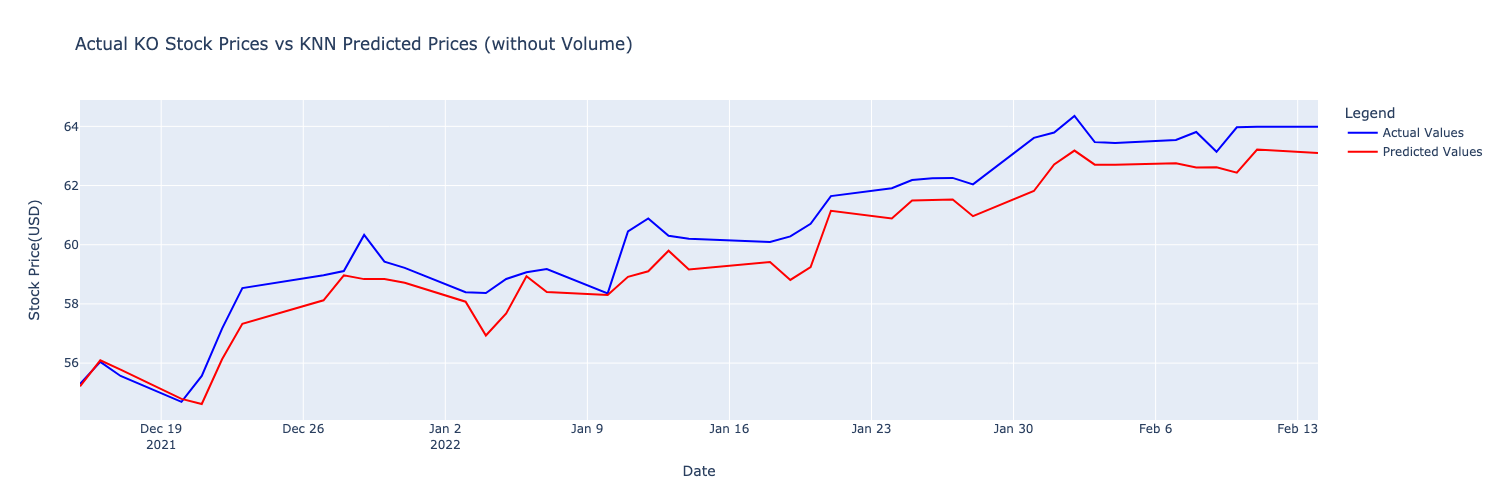 Actual KO Stock Prices vs KNN Predicted Prices (without Volume)
Legend
Actual Values
Predicted Values
Stock Price(USD)
64
62
60
58
56
Dec 19
2021
Dec 26
Jan 2
2022
Jan 9
Jan 16
Jan 23
Jan 30
Feb 6
Feb 13
Date